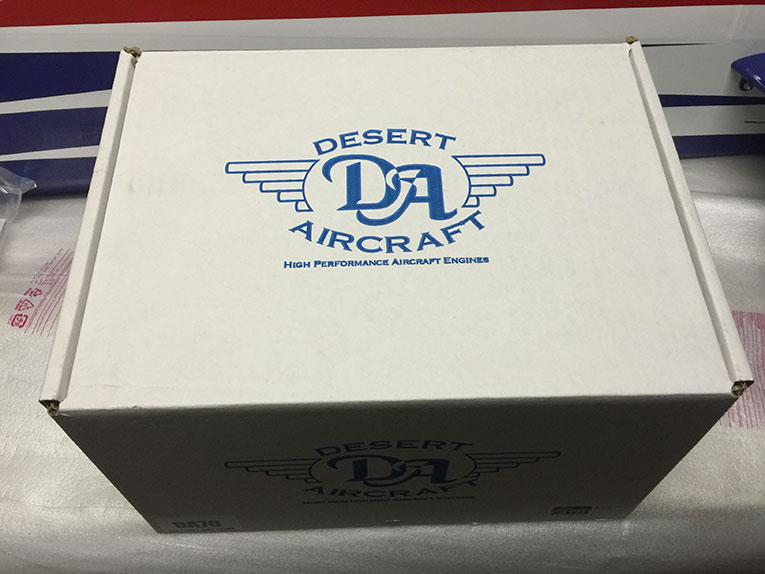 DESERT
DA
AIRCRAFT
HIGH PERFORMANCE AIRCRAFT ENGINES
DESERT
DA
AIRCRAFT
HIGH PERFORMANCE AIRCRAFT ENGINES
DA70